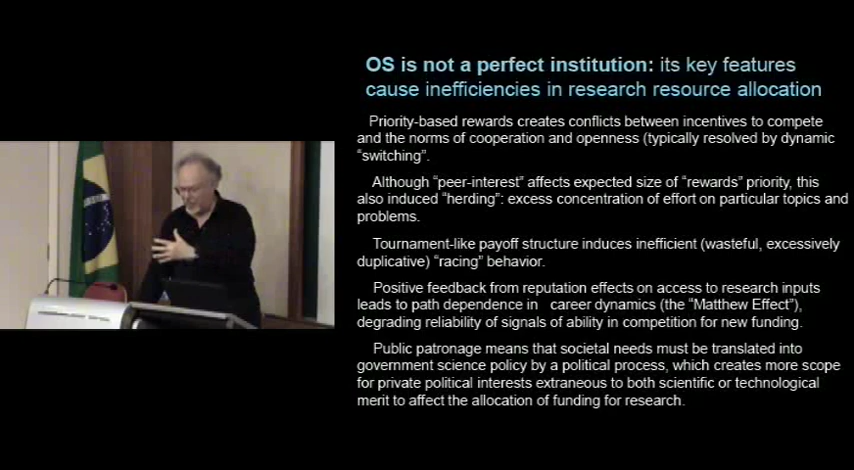 OS is not a perfect institution: its key features
cause inefficiencies in research resource allocation
Priority-based rewards creates conflicts between incentives to compete
and the norms of cooperation and openness (typically resolved by dynamic
“switching”.
Although “peer-interest” affects expected size of “rewards” priority, this
also induced “herding”: excess concentration of effort on particular topics and
problems.
Tournament-like payoff structure induces inefficient (wasteful, excessively
duplicative) “racing” behavior.
Positive feedback from reputation effects on access to research inputs
leads to path dependence in career dynamics (the “Matthew Effect”),
degrading reliability of signals of ability in competition for new funding.
Public patronage means that societal needs must be translated into
government science policy by a political process, which creates more scope
for private political interests extraneous to both scientific or technological
merit to affect the allocation of funding for research.